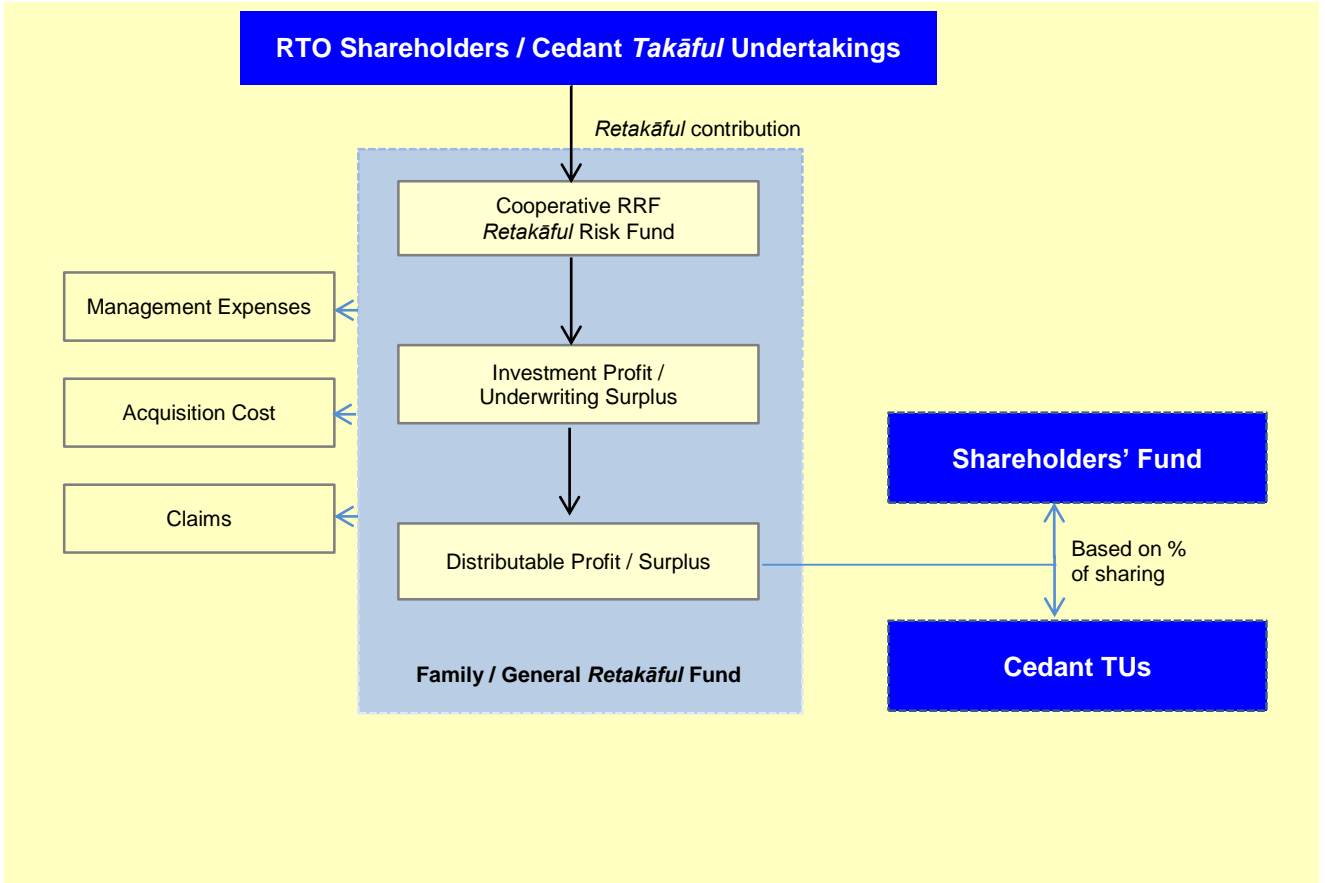 RTO Shareholders / Cedant Takāful Undertakings
Retakāful contribution
Cooperative RRF
Retakāful Risk Fund
Management Expenses
Investment Profit /
Underwriting Surplus
Acquisition Cost
Shareholders’ Fund
Claims
Distributable Profit / Surplus
Based on %
of sharing
Family / General Retakāful Fund
Cedant TUs